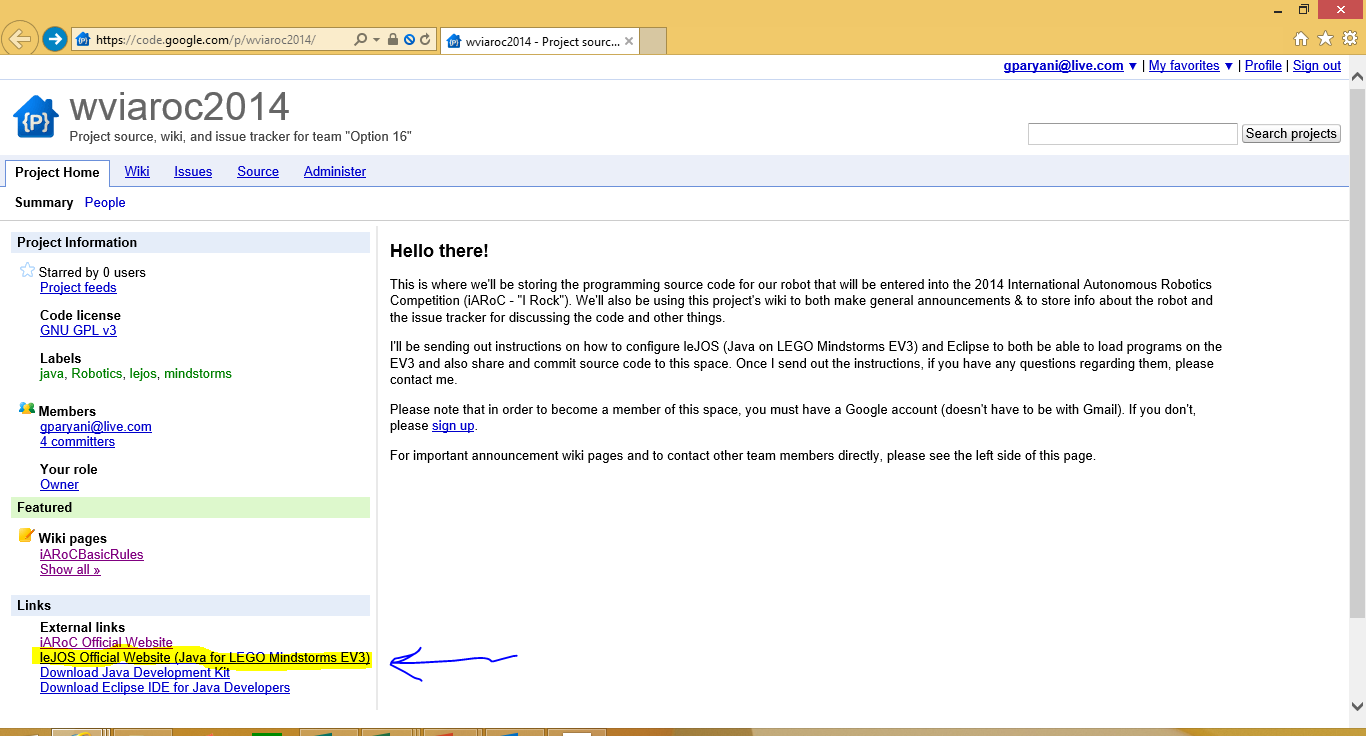 https://code.google.com/p/wviaroc2014/
wviaroc2014 - Project sourc...
gparyani@live.com ▼ | My favorites ▼ | Profile | Sign out
{P}
wviaroc2014
Project source, wiki, and issue tracker for team "Option 16"
Search projects
Project Home Wiki Issues Source Administer
Summary People
Project Information
Starred by 0 users
Project feeds
Code license
GNU GPL v3
Labels
java, Robotics, lejos, mindstorms
Members
gparyani@live.com
4 committers
Your role
Owner
Featured
Wiki pages
iARoCBasicRules
Show all »
Links
External links
iARoC Official Website
leJOS Official Website (Java for LEGO Mindstorms EV3)
Download Java Development Kit
Download Eclipse IDE for Java Developers
Hello there!
This is where we'll be storing the programming source code for our robot that will be entered into the 2014 International Autonomous Robotics
Competition (iARoC - "I Rock"). We'll also be using this project's wiki to both make general announcements & to store info about the robot and
the issue tracker for discussing the code and other things.
I'll be sending out instructions on how to configure leJOS (Java on LEGO Mindstorms EV3) and Eclipse to both be able to load programs on the
EV3 and also share and commit source code to this space. Once I send out the instructions, if you have any questions regarding them, please
contact me.
Please note that in order to become a member of this space, you must have a Google account (doesn't have to be with Gmail). If you don't,
please sign up.
For important announcement wiki pages and to contact other team members directly, please see the left side of this page.